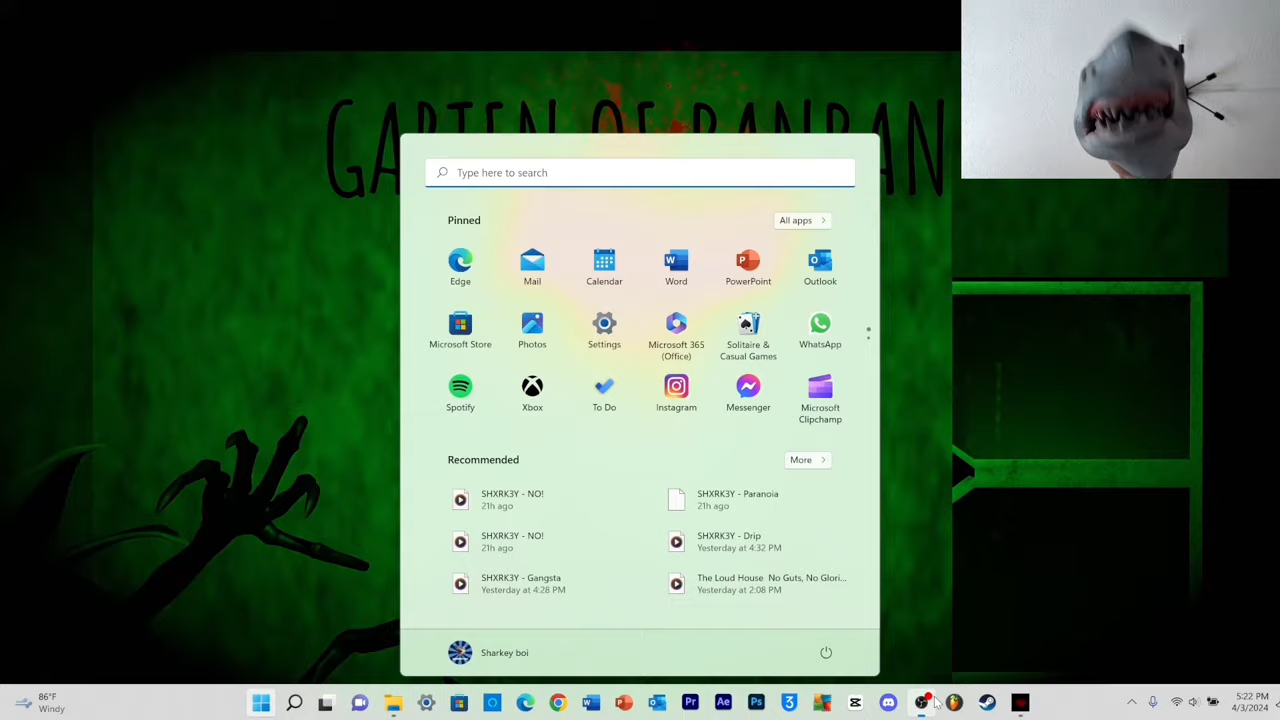 GARTEN OF BANBAN
Type here to search
Pinned
All apps
Edge
Mail
Calendar
Word
PowerPoint
Outlook
Microsoft Store
Photos
Settings
Microsoft 365
(Office)
Solitaire &
Casual Games
WhatsApp
Spotify
Xbox
To Do
Instagram
Messenger
Microsoft
Clipchamp
Recommended
More
SHXRK3Y - NO!
21h ago
SHXRK3Y - Paranoia
21h ago
SHXRK3Y - NO!
21h ago
SHXRK3Y - Drip
Yesterday at 4:32 PM
SHXRK3Y - Gangsta
Yesterday at 4:28 PM
The Loud House No Guts, No Glori...
Yesterday at 2:08 PM
Sharkey boi
86°F
Windy
5:22 PM
4/3/2024